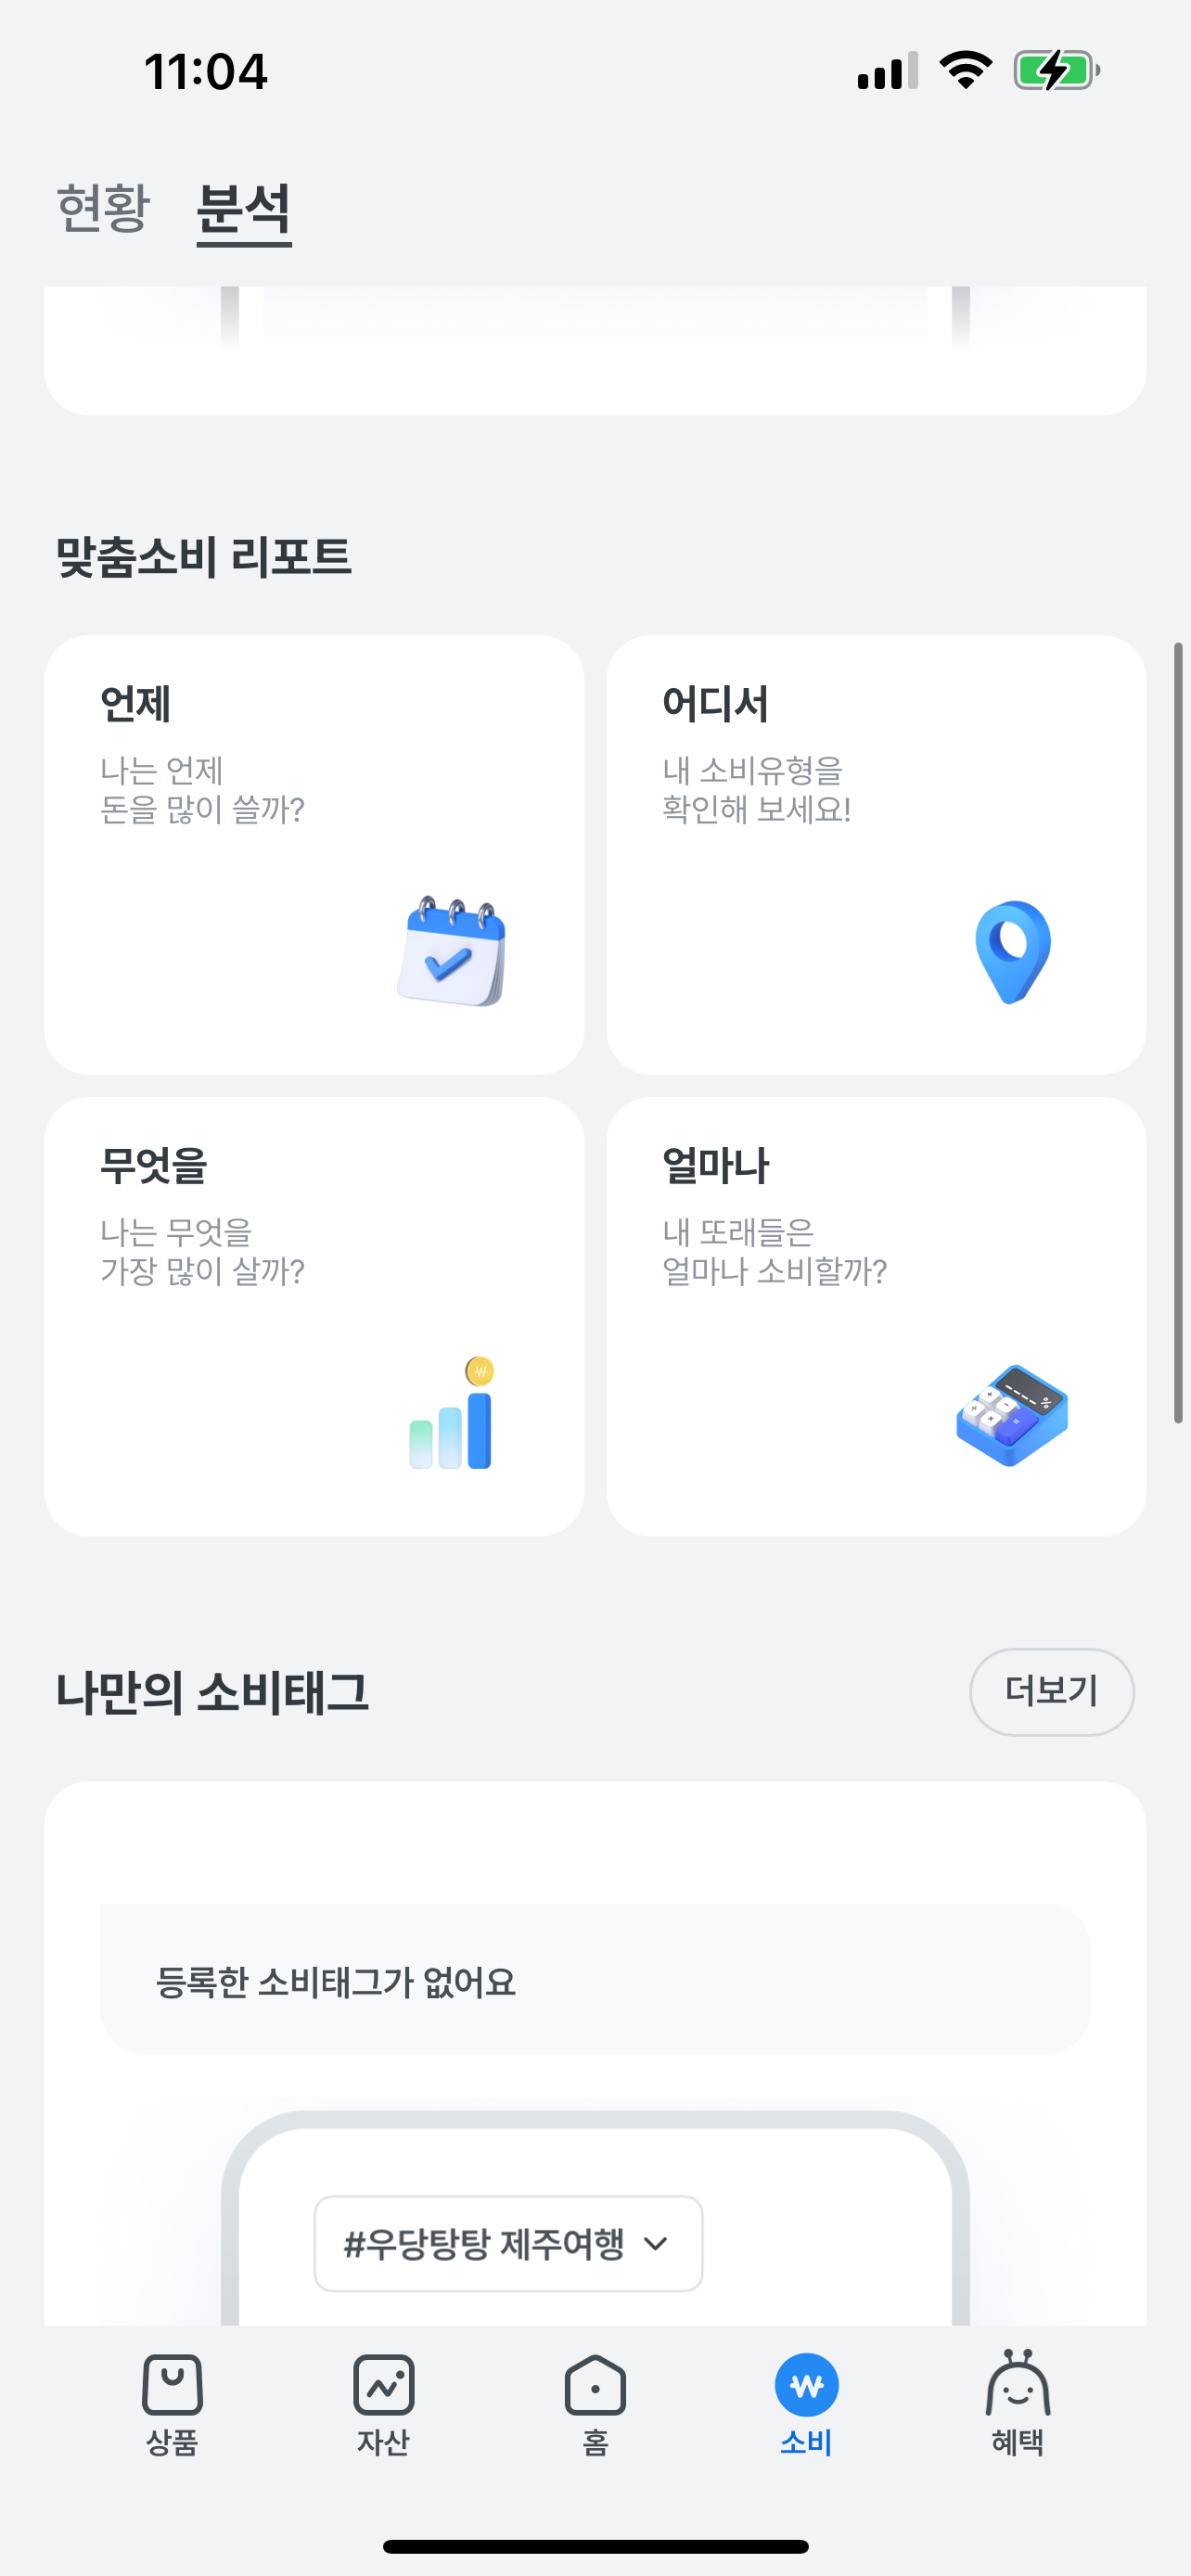 11:04
현황 분석
맞춤소비 리포트
언제
나는 언제
돈을 많이 쓸까?
어디서
내 소비유형을
확인해 보세요!
무엇을
나는 무엇을
가장 많이 살까?
얼마나
내 또래들은
얼마나 소비할까?
나만의 소비태그
더보기
등록한 소비태그가 없어요
#우당탕탕 제주여행
상품 자산 홈 소비 혜택